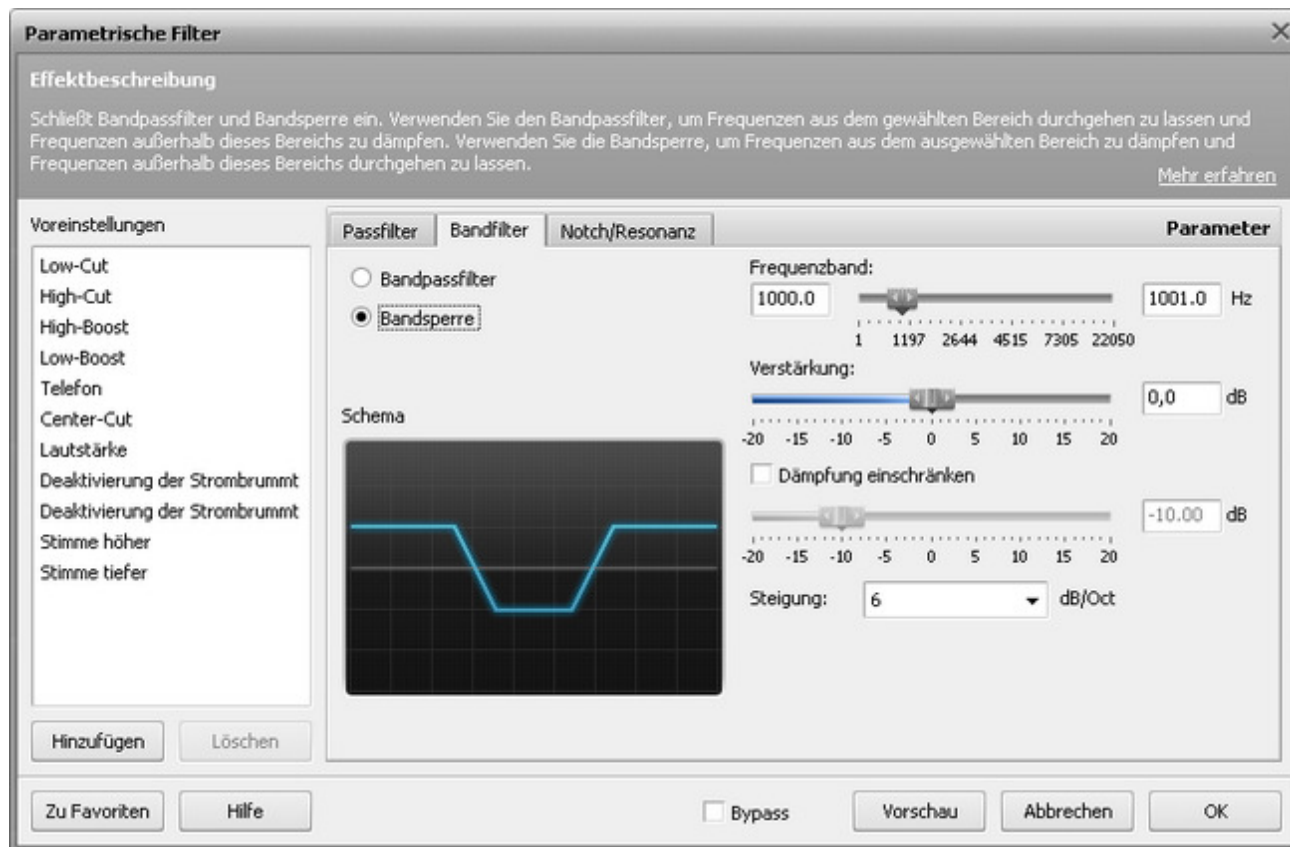 Parametrische Filter
Effektbeschreibung
Schließt Bandpassfilter und Bandsperre ein. Verwenden Sie den Bandpassfilter, um Frequenzen aus dem gewählten Bereich durchgehen zu lassen und
Frequenzen außerhalb dieses Bereichs zu dämpfen. Verwenden Sie die Bandsperre, um Frequenzen aus dem ausgewählten Bereich zu dämpfen und
Frequenzen außerhalb dieses Bereichs durchgehen zu lassen.
Mehr erfahren
Voreinstellungen
Low-Cut
High-Cut
High-Boost
Low-Boost
Telefon
Center-Cut
Lautstärke
Deaktivierung der Strombrummt
Deaktivierung der Strombrummt
Stimme höher
Stimme tiefer
Hinzufügen Löschen
Passfilter Bandfilter Notch/Resonanz Parameter
Bandpassfilter
Bandsperre
Schema
Frequenzband:
1000.0 1001.0 Hz
1 1197 2644 4515 7305 22050
Verstärkung:
0,0 dB
-20 -15 -10 -5 0 5 10 15 20
Dämpfung einschränken
-10.00 dB
-20 -15 -10 -5 0 5 10 15 20
Steigung: 6 dB/Oct
Zu Favoriten Hilfe Bypass Vorschau Abbrechen OK